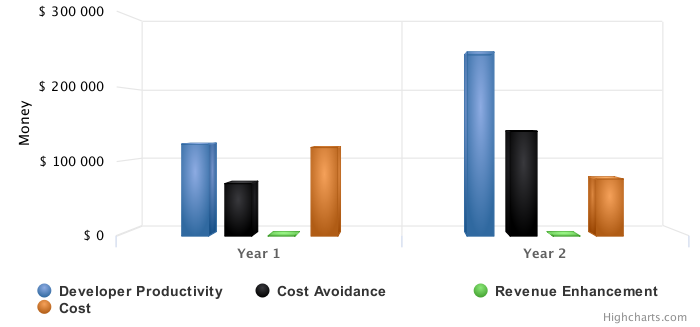 $ 300 000
$ 200 000
$ 100 000
$ 0
Money
Year 1
Year 2
Developer Productivity
Cost Avoidance
Revenue Enhancement
Cost
Highcharts.com